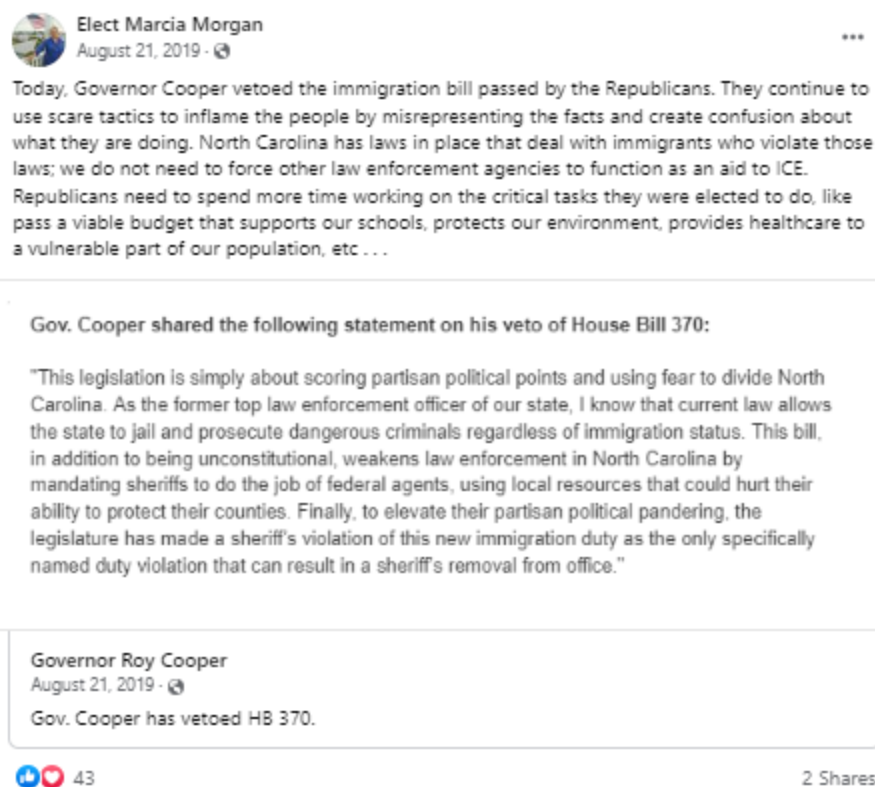 Elect Marcia Morgan
August 21, 2019 ·
Today, Governor Cooper vetoed the immigration bill passed by the Republicans. They continue to
use scare tactics to inflame the people by misrepresenting the facts and create confusion about
what they are doing. North Carolina has laws in place that deal with immigrants who violate those
laws; we do not need to force other law enforcement agencies to function as an aid to ICE.
Republicans need to spend more time working on the critical tasks they were elected to do, like
pass a viable budget that supports our schools, protects our environment, provides healthcare to
a vulnerable part of our population, etc . . .
Gov. Cooper shared the following statement on his veto of House Bill 370:
"This legislation is simply about scoring partisan political points and using fear to divide North
Carolina. As the former top law enforcement officer of our state, I know that current law allows
the state to jail and prosecute dangerous criminals regardless of immigration status. This bill,
in addition to being unconstitutional, weakens law enforcement in North Carolina by
mandating sheriffs to do the job of federal agents, using local resources that could hurt their
ability to protect their counties. Finally, to elevate their partisan political pandering, the
legislature has made a sheriff's violation of this new immigration duty as the only specifically
named duty violation that can result in a sheriff's removal from office."
Governor Roy Cooper
August 21, 2019 ·
Gov. Cooper has vetoed HB 370.
43
2 Shares